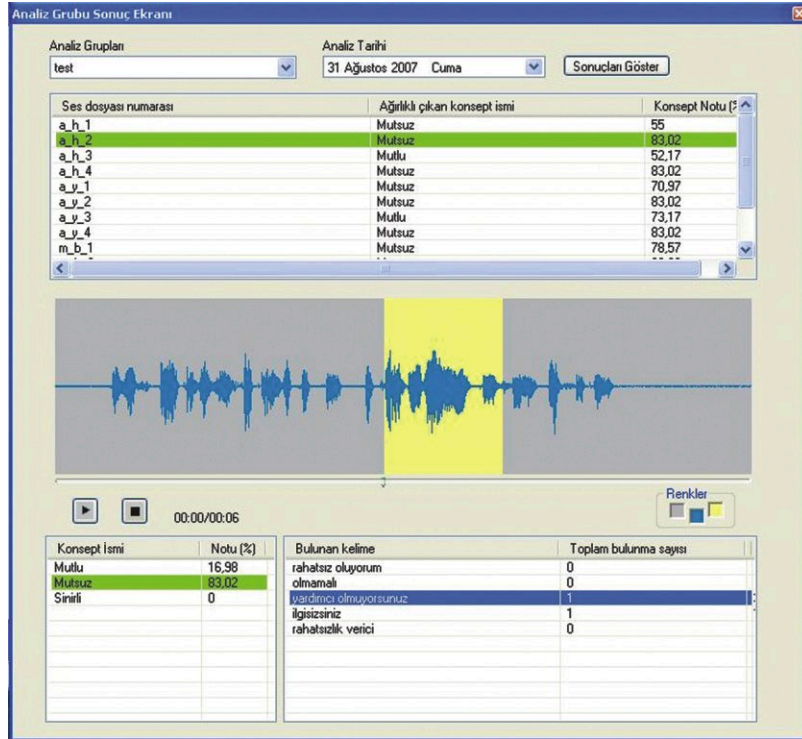 Analiz Grubu Sonuç Ekranı
Analiz Grupları Analiz Tarihi
test 31 Ağustos 2007 Cuma Sonuçları Göster
Ses dosyası numarası Ağırlıklı çıkan konsept ismi Konsept Notu (%
a_h_1 Mutsuz 55
a_h_2 Mutsuz 83,02
a_h_3 Mutlu 52,17
a_h_4 Mutsuz 83,02
a_y_1 Mutsuz 70,97
a_y_2 Mutsuz 83,02
a_y_3 Mutlu 73,17
a_y_4 Mutsuz 83,02
m_b_1 Mutsuz 78,57
Renkler
00:00/00:06
Konsept İsmi Notu (%) Bulunan kelime Toplam bulunma sayısı
Mutlu 16,98 rahatsız oluyorum 0
Mutsuz 83,02 olmamalı 0
Sinirli 0 yardımcı olmuyorsunuz 1
ilgisizsiniz 1
rahatsızlık verici 0